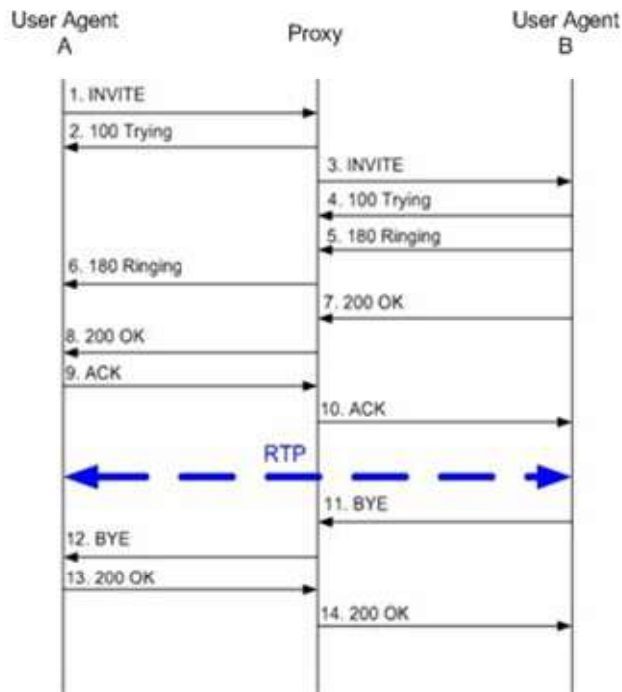 User Agent
A
Proxy
User Agent
B
1. INVITE
2. 100 Trying
3. INVITE
4. 100 Trying
5. 180 Ringing
6. 180 Ringing
7. 200 OK
8. 200 OK
9. ACK
10. ACK
RTP
11. BYE
12. BYE
13. 200 OK
14. 200 OK